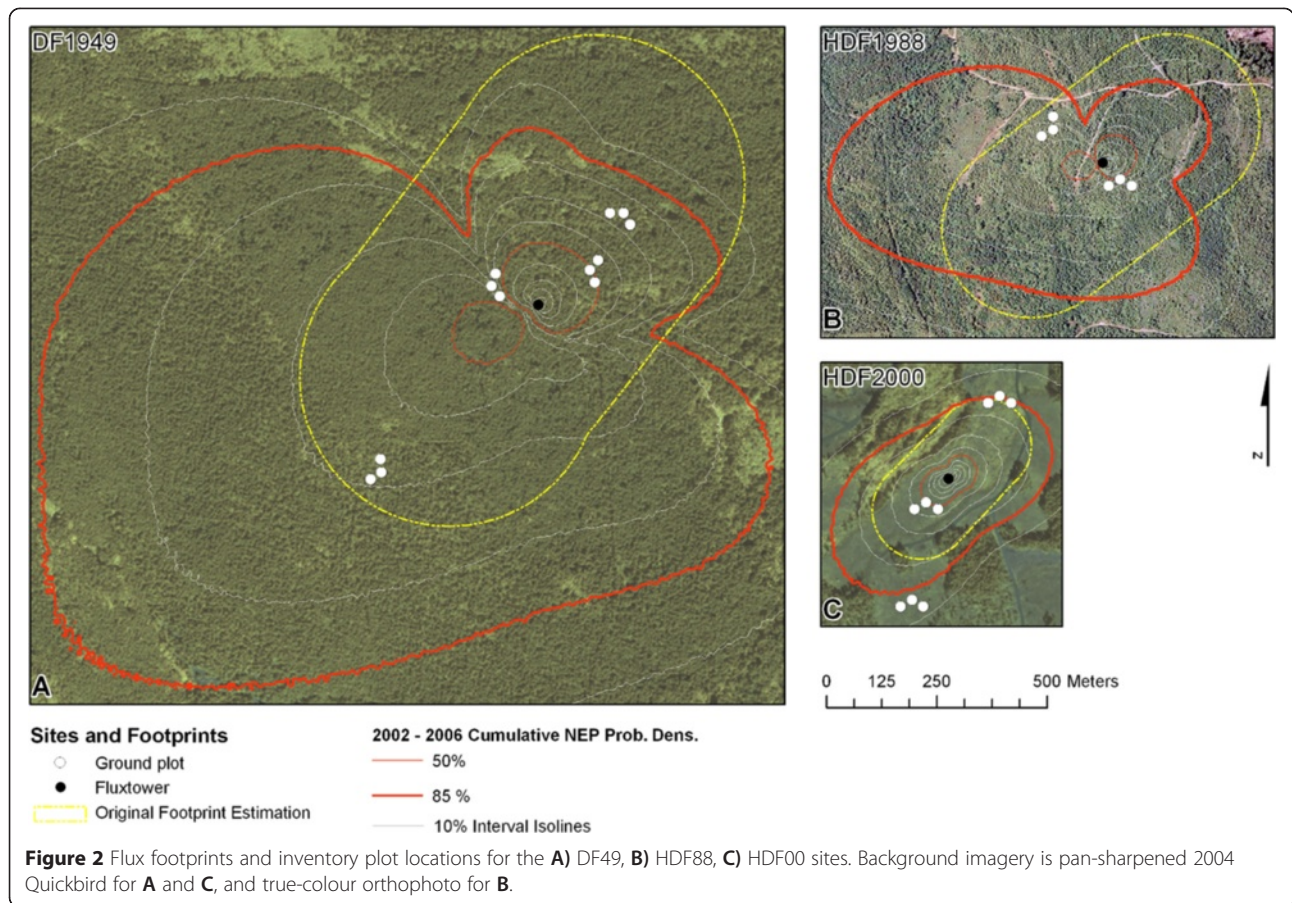 DF1949
A
HDF1988
B
HDF2000
C
N
0 125 250 500 Meters
Sites and Footprints
Ground plot
Fluxtower
Original Footprint Estimation
2002 - 2006 Cumulative NEP Prob. Dens.
50%
85 %
10% Interval Isolines
Figure 2 Flux footprints and inventory plot locations for the A) DF49, B) HDF88, C) HDF00 sites. Background imagery is pan-sharpened 2004
Quickbird for A and C, and true-colour orthophoto for B.